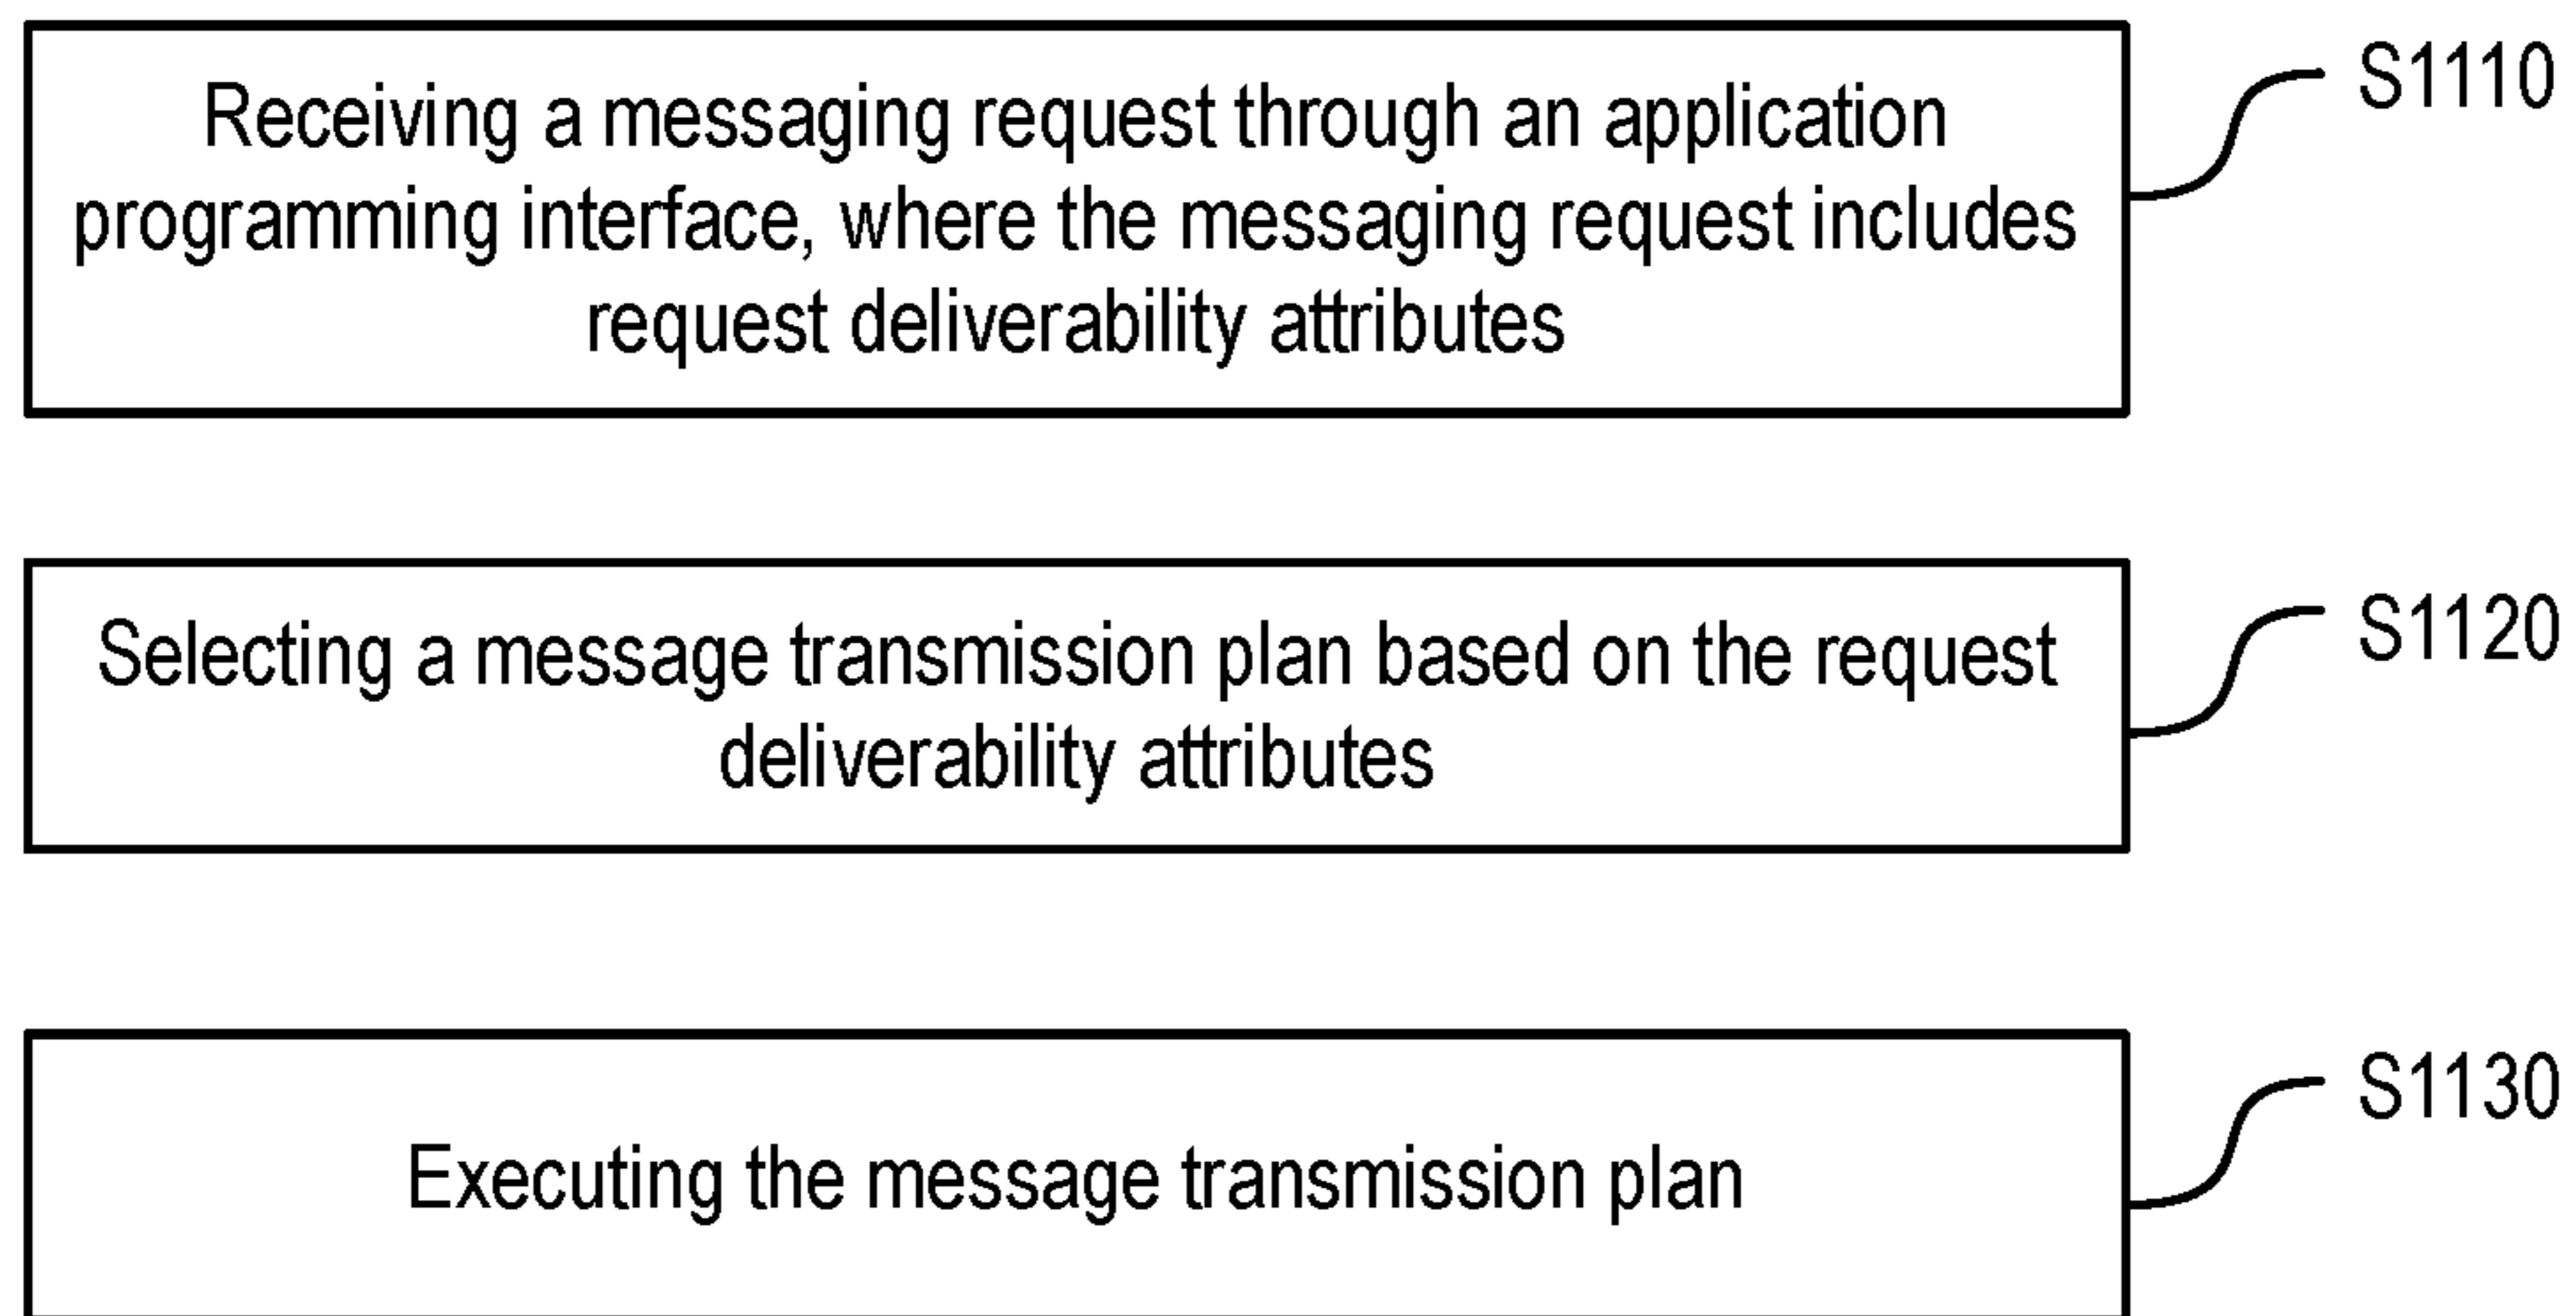 Receiving a messaging request through an application
programming interface, where the messaging request includes
request deliverability attributes
S1110
Selecting a message transmission plan based on the request
deliverability attributes
S1120
Executing the message transmission plan
S1130